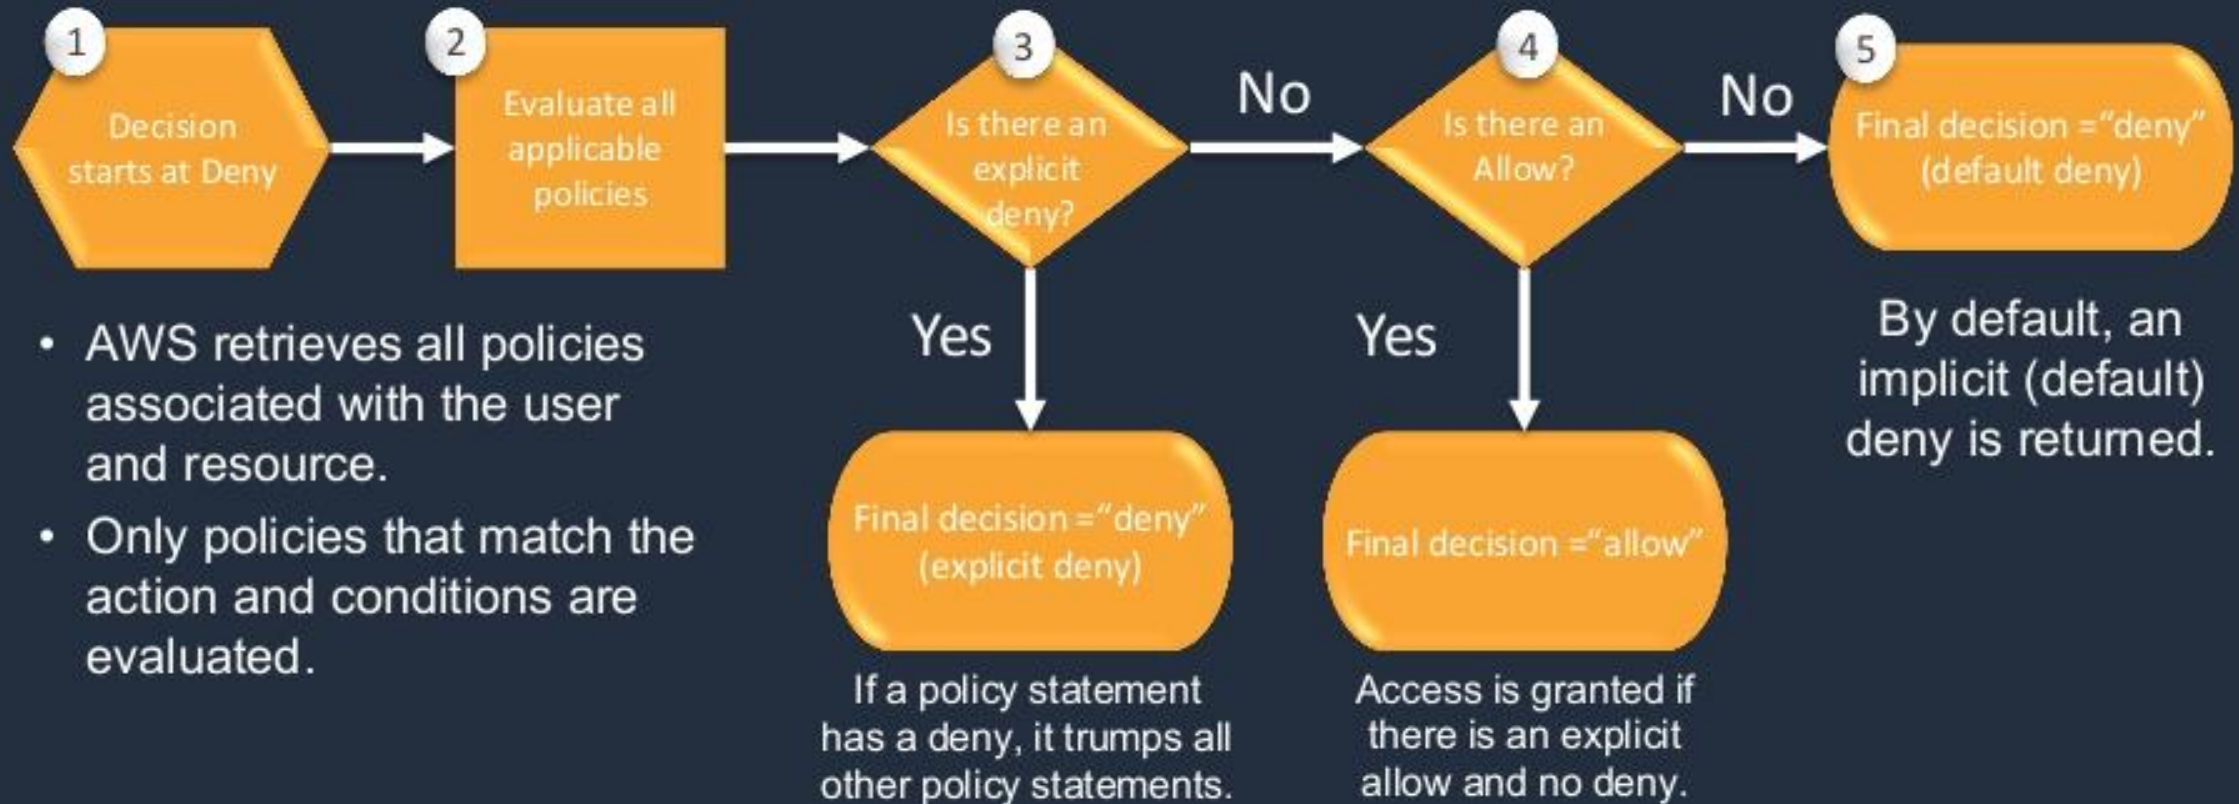 1
Decision
starts at Deny
2
Evaluate all
applicable
policies
3
Is there an
explicit
deny?
No
4
Is there an
Allow?
No
5
Final decision =“deny”
(default deny)
• AWS retrieves all policies
associated with the user
and resource.
• Only policies that match the
action and conditions are
evaluated.
Yes
Final decision =“deny”
(explicit deny)
If a policy statement
has a deny, it trumps all
other policy statements.
Yes
Final decision =“allow”
Access is granted if
there is an explicit
allow and no deny.
By default, an
implicit (default)
deny is returned.